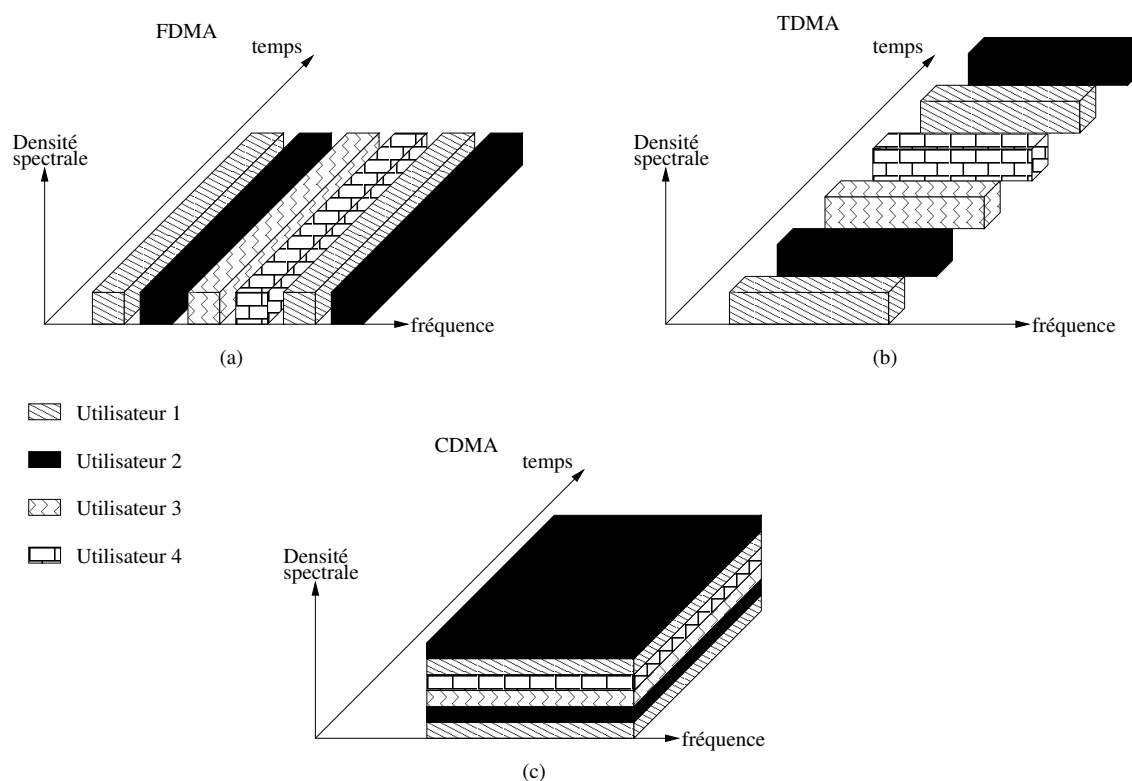 FDMA
temps
Densité
spectrale
fréquence
(a)
TDMA
temps
Densité
spectrale
fréquence
(b)
Utilisateur 1
Utilisateur 2
Utilisateur 3
Utilisateur 4
CDMA
temps
Densité
spectrale
fréquence
(c)